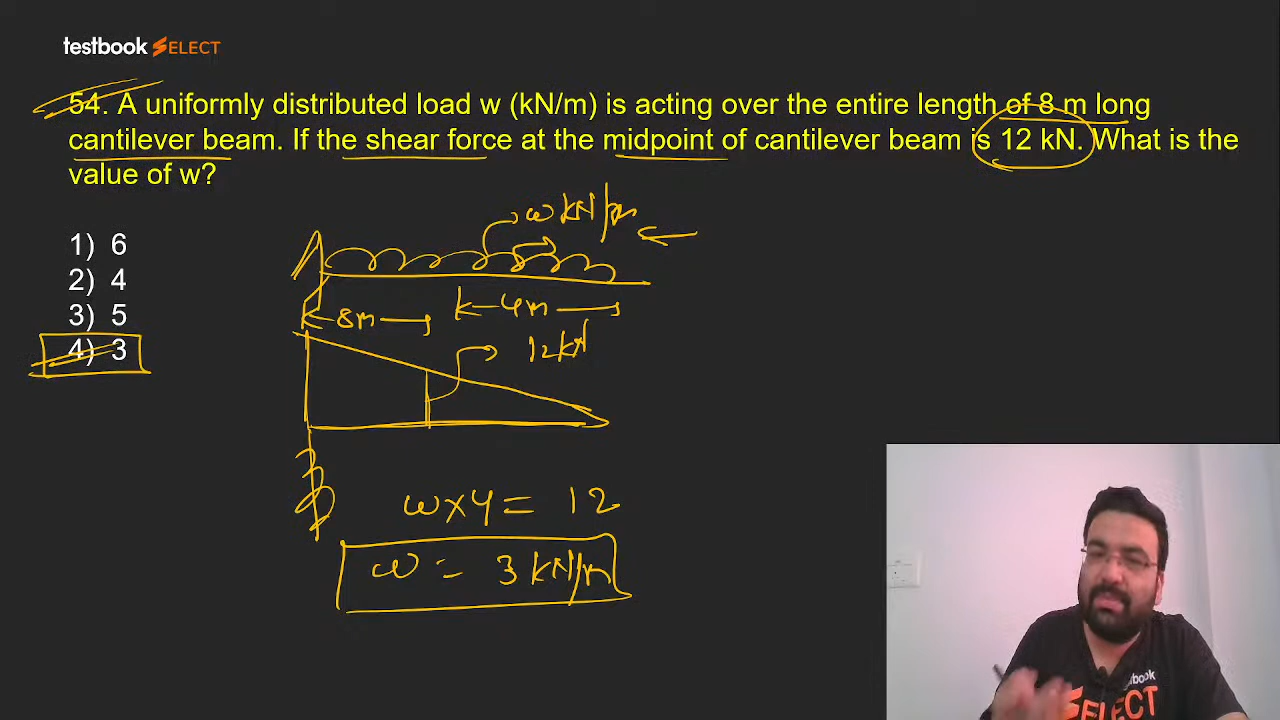 testbook SELECT
54. A uniformly distributed load w (kN/m) is acting over the entire length of 8 m long
cantilever beam. If the shear force at the midpoint of cantilever beam is 12 kN. What is the
value of w?
1) 6
2) 4
3) 5
4) 3
w kN/m
8m
4m
12kN
w x 4 = 12
w = 3 kN/m
testbook
SELECT